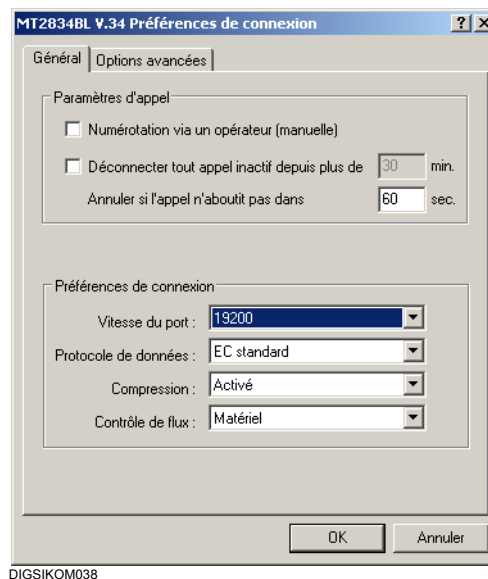 MT2834BL V.34 Préférences de connexion
Général
Options avancées
Paramètres d'appel
Numérotation via un opérateur (manuelle)
Déconnecter tout appel inactif depuis plus de 30 min.
Annuler si l'appel n'aboutit pas dans 60 sec.
Préférences de connexion
Vitesse du port : 19200
Protocole de données : EC standard
Compression : Activé
Contrôle de flux : Matériel
OK
Annuler
DIGSIKOM038